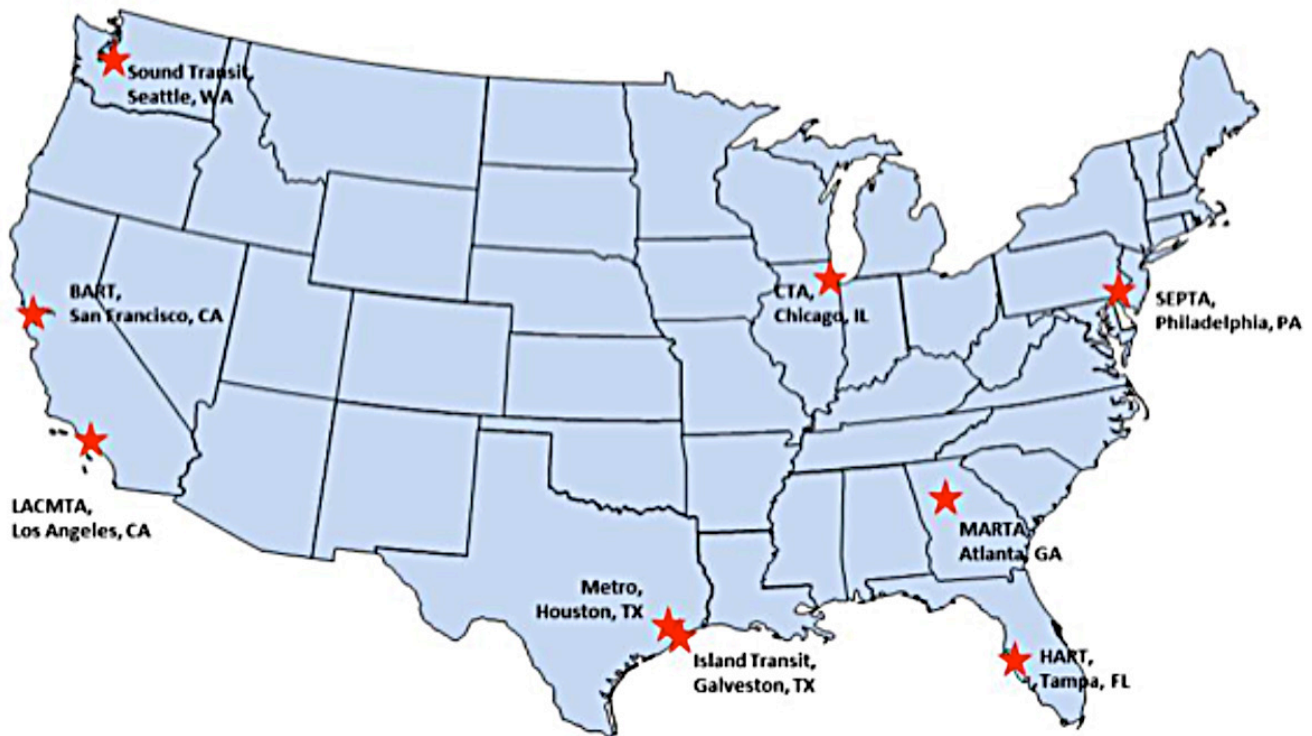 Sound Transit,
Seattle, WA
BART,
San Francisco, CA
CTA,
Chicago, IL
SEPTA,
Philadelphia, PA
LACMTA,
Los Angeles, CA
MARTA
Atlanta, GA
Metro,
Houston, TX
Island Transit,
Galveston, TX
HART,
Tampa, FL